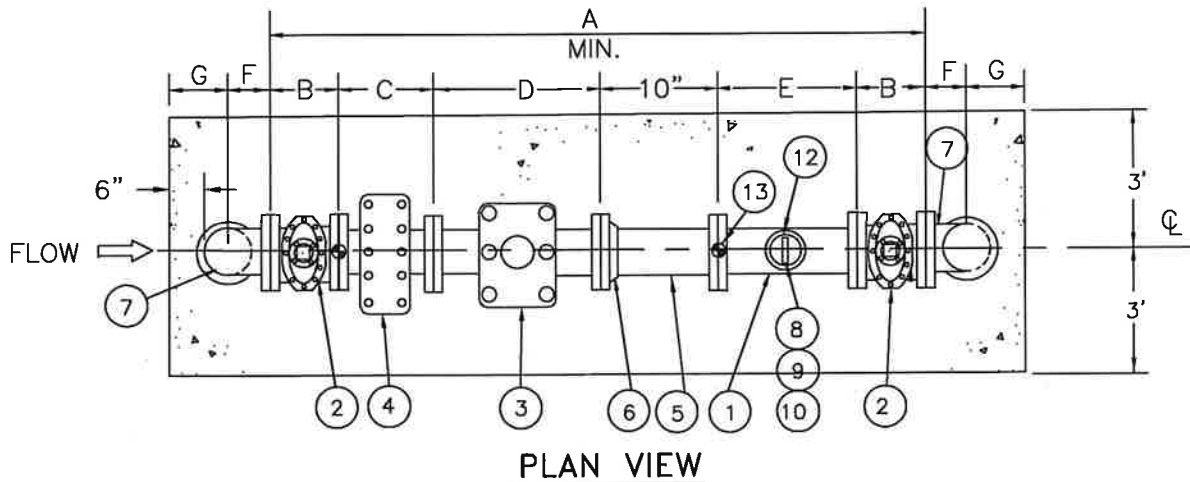 A
MIN.
G F B C D 10" E B F G
6"
12
13
7
3'
FLOW
℄
7
3'
8
9
2 4 3 6 5 1 10 2
PLAN VIEW